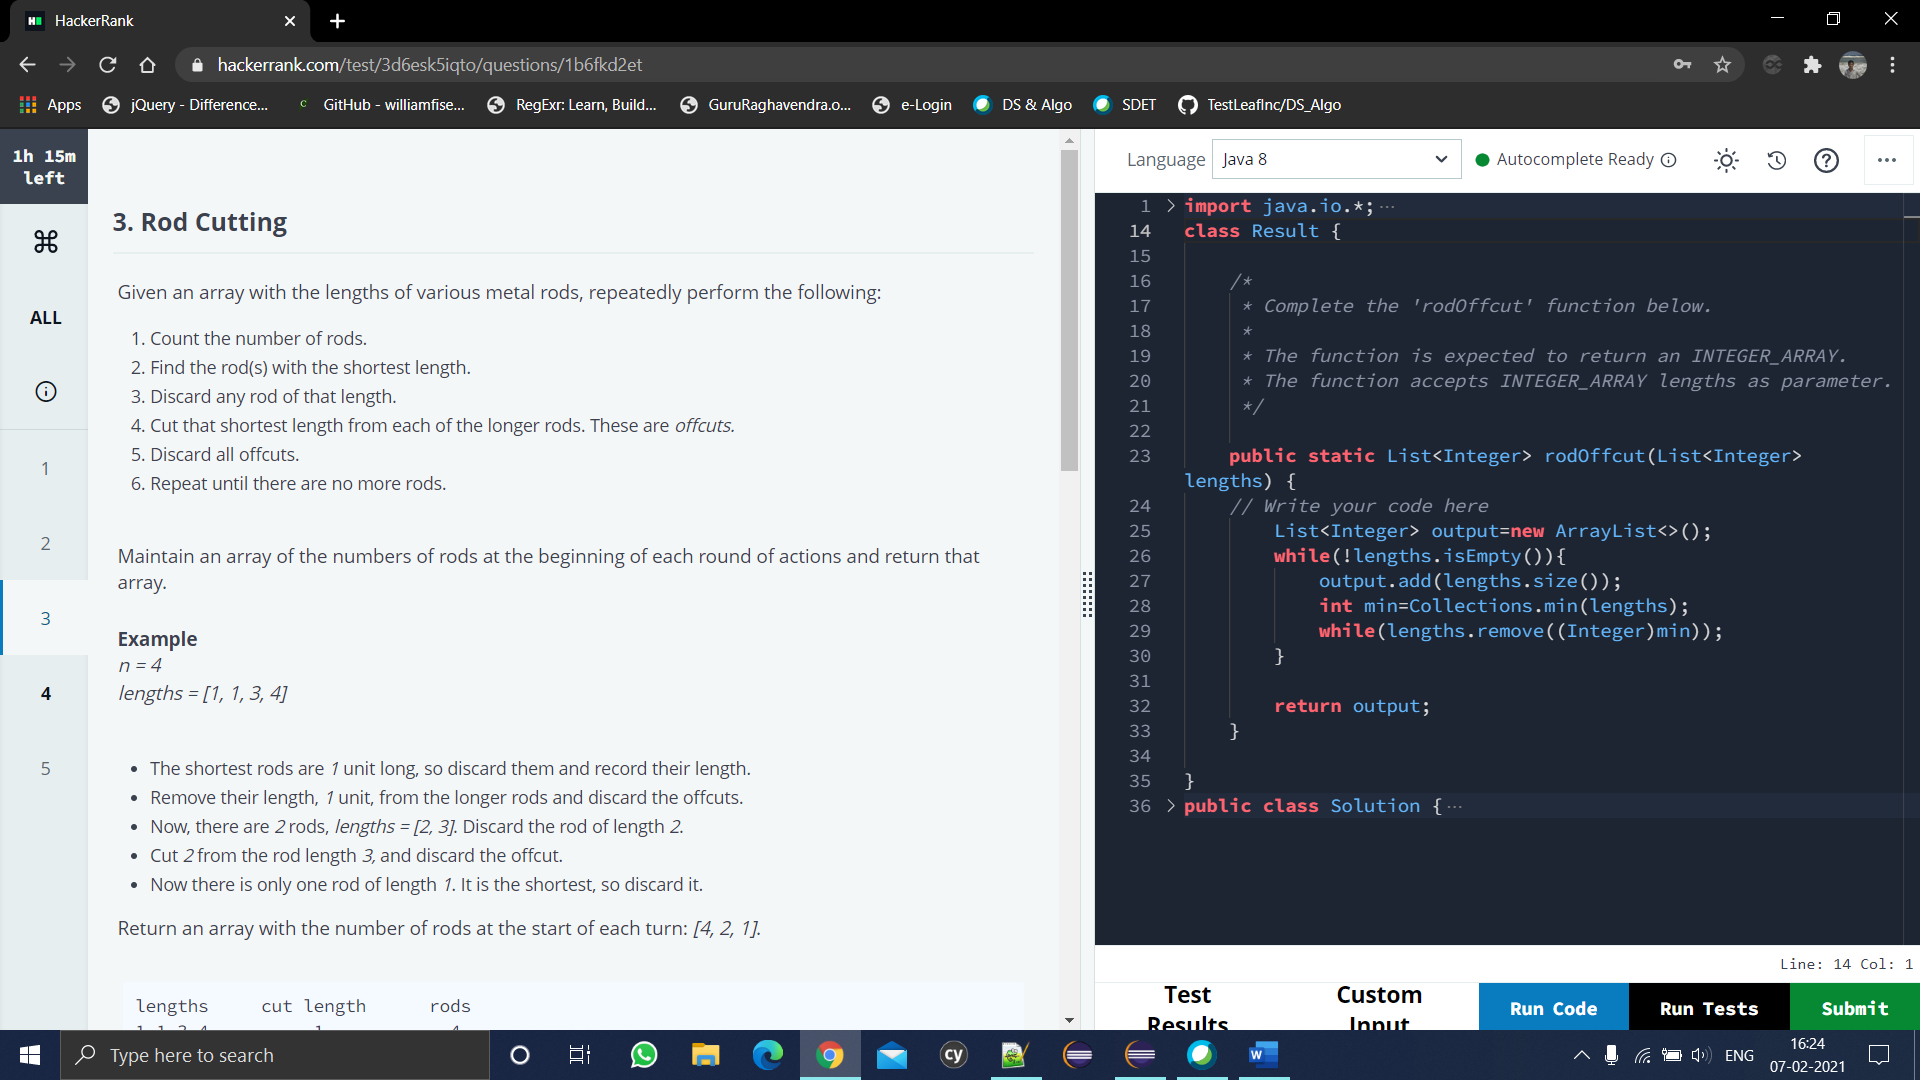 HackerRank
hackerrank.com/test/3d6esk5iqto/questions/1b6fkd2et
Apps
jQuery - Difference...
GitHub - williamfise...
RegExr: Learn, Build...
GuruRaghavendra.o...
e-Login
DS & Algo
SDET
TestLeafInc/DS_Algo
1h 15m
left
ALL
1
2
3
4
5
3. Rod Cutting
Given an array with the lengths of various metal rods, repeatedly perform the following:
1. Count the number of rods.
2. Find the rod(s) with the shortest length.
3. Discard any rod of that length.
4. Cut that shortest length from each of the longer rods. These are offcuts.
5. Discard all offcuts.
6. Repeat until there are no more rods.
Maintain an array of the numbers of rods at the beginning of each round of actions and return that
array.
Example
n = 4
lengths = [1, 1, 3, 4]
• The shortest rods are 1 unit long, so discard them and record their length.
• Remove their length, 1 unit, from the longer rods and discard the offcuts.
• Now, there are 2 rods, lengths = [2, 3]. Discard the rod of length 2.
• Cut 2 from the rod length 3, and discard the offcut.
• Now there is only one rod of length 1. It is the shortest, so discard it.
Return an array with the number of rods at the start of each turn: [4, 2, 1].
lengths cut length rods
Language Java 8 Autocomplete Ready
1 import java.io.*;...
14 class Result {
15
16 /*
17 * Complete the 'rodOffcut' function below.
18 *
19 * The function is expected to return an INTEGER_ARRAY.
20 * The function accepts INTEGER_ARRAY lengths as parameter.
21 */
22
23 public static List<Integer> rodOffcut(List<Integer>
lengths) {
24 // Write your code here
25 List<Integer> output=new ArrayList<>();
26 while(!lengths.isEmpty()){
27 output.add(lengths.size());
28 int min=Collections.min(lengths);
29 while(lengths.remove((Integer)min));
30 }
31
32 return output;
33 }
34
35 }
36 public class Solution {...
Line: 14 Col: 1
Test
Results
Custom
Input
Run Code
Run Tests
Submit
Type here to search
cy
W
ENG
16:24
07-02-2021